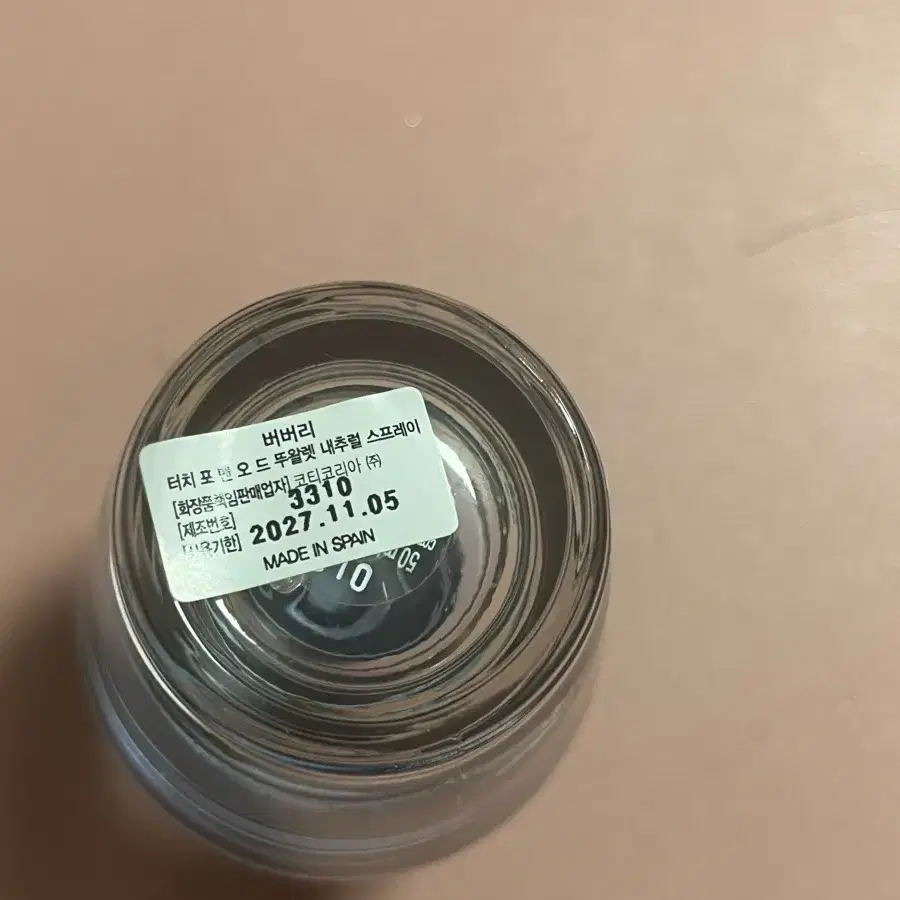 버버리
터치 포 맨 오 드 뚜왈렛 내추럴 스프레이
[화장품책임판매업자] 코티코리아 (주)
[제조번호] 3310
[사용기한] 2027.11.05
MADE IN SPAIN
50